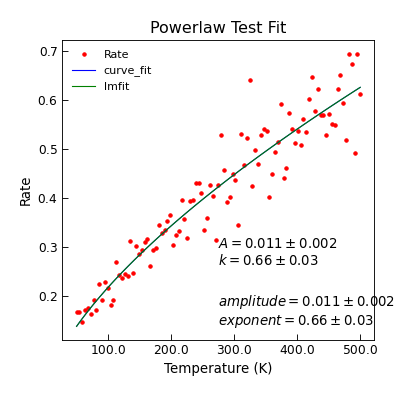 Powerlaw Test Fit
0.7
0.6
0.5
0.4
0.3
0.2
Rate
Rate
curve_fit
lmfit
A = 0.011 ± 0.002
k = 0.66 ± 0.03
amplitude = 0.011 ± 0.002
exponent = 0.66 ± 0.03
100.0 200.0 300.0 400.0 500.0
Temperature (K)